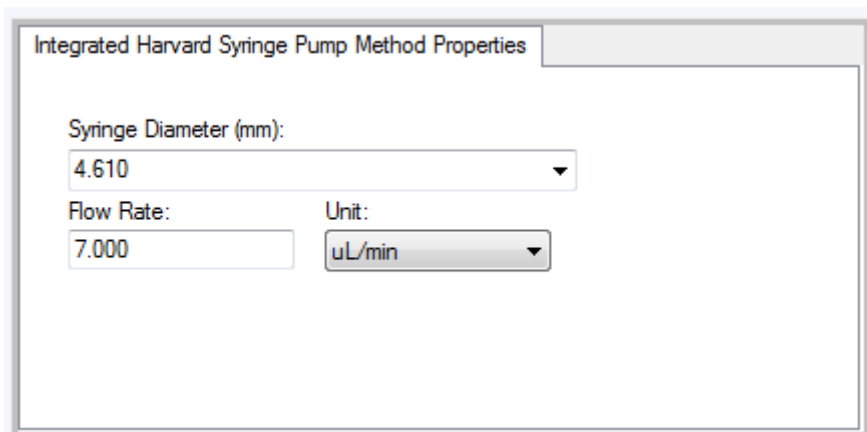 Integrated Harvard Syringe Pump Method Properties
Syringe Diameter (mm):
4.610
Flow Rate: Unit:
7.000 uL/min